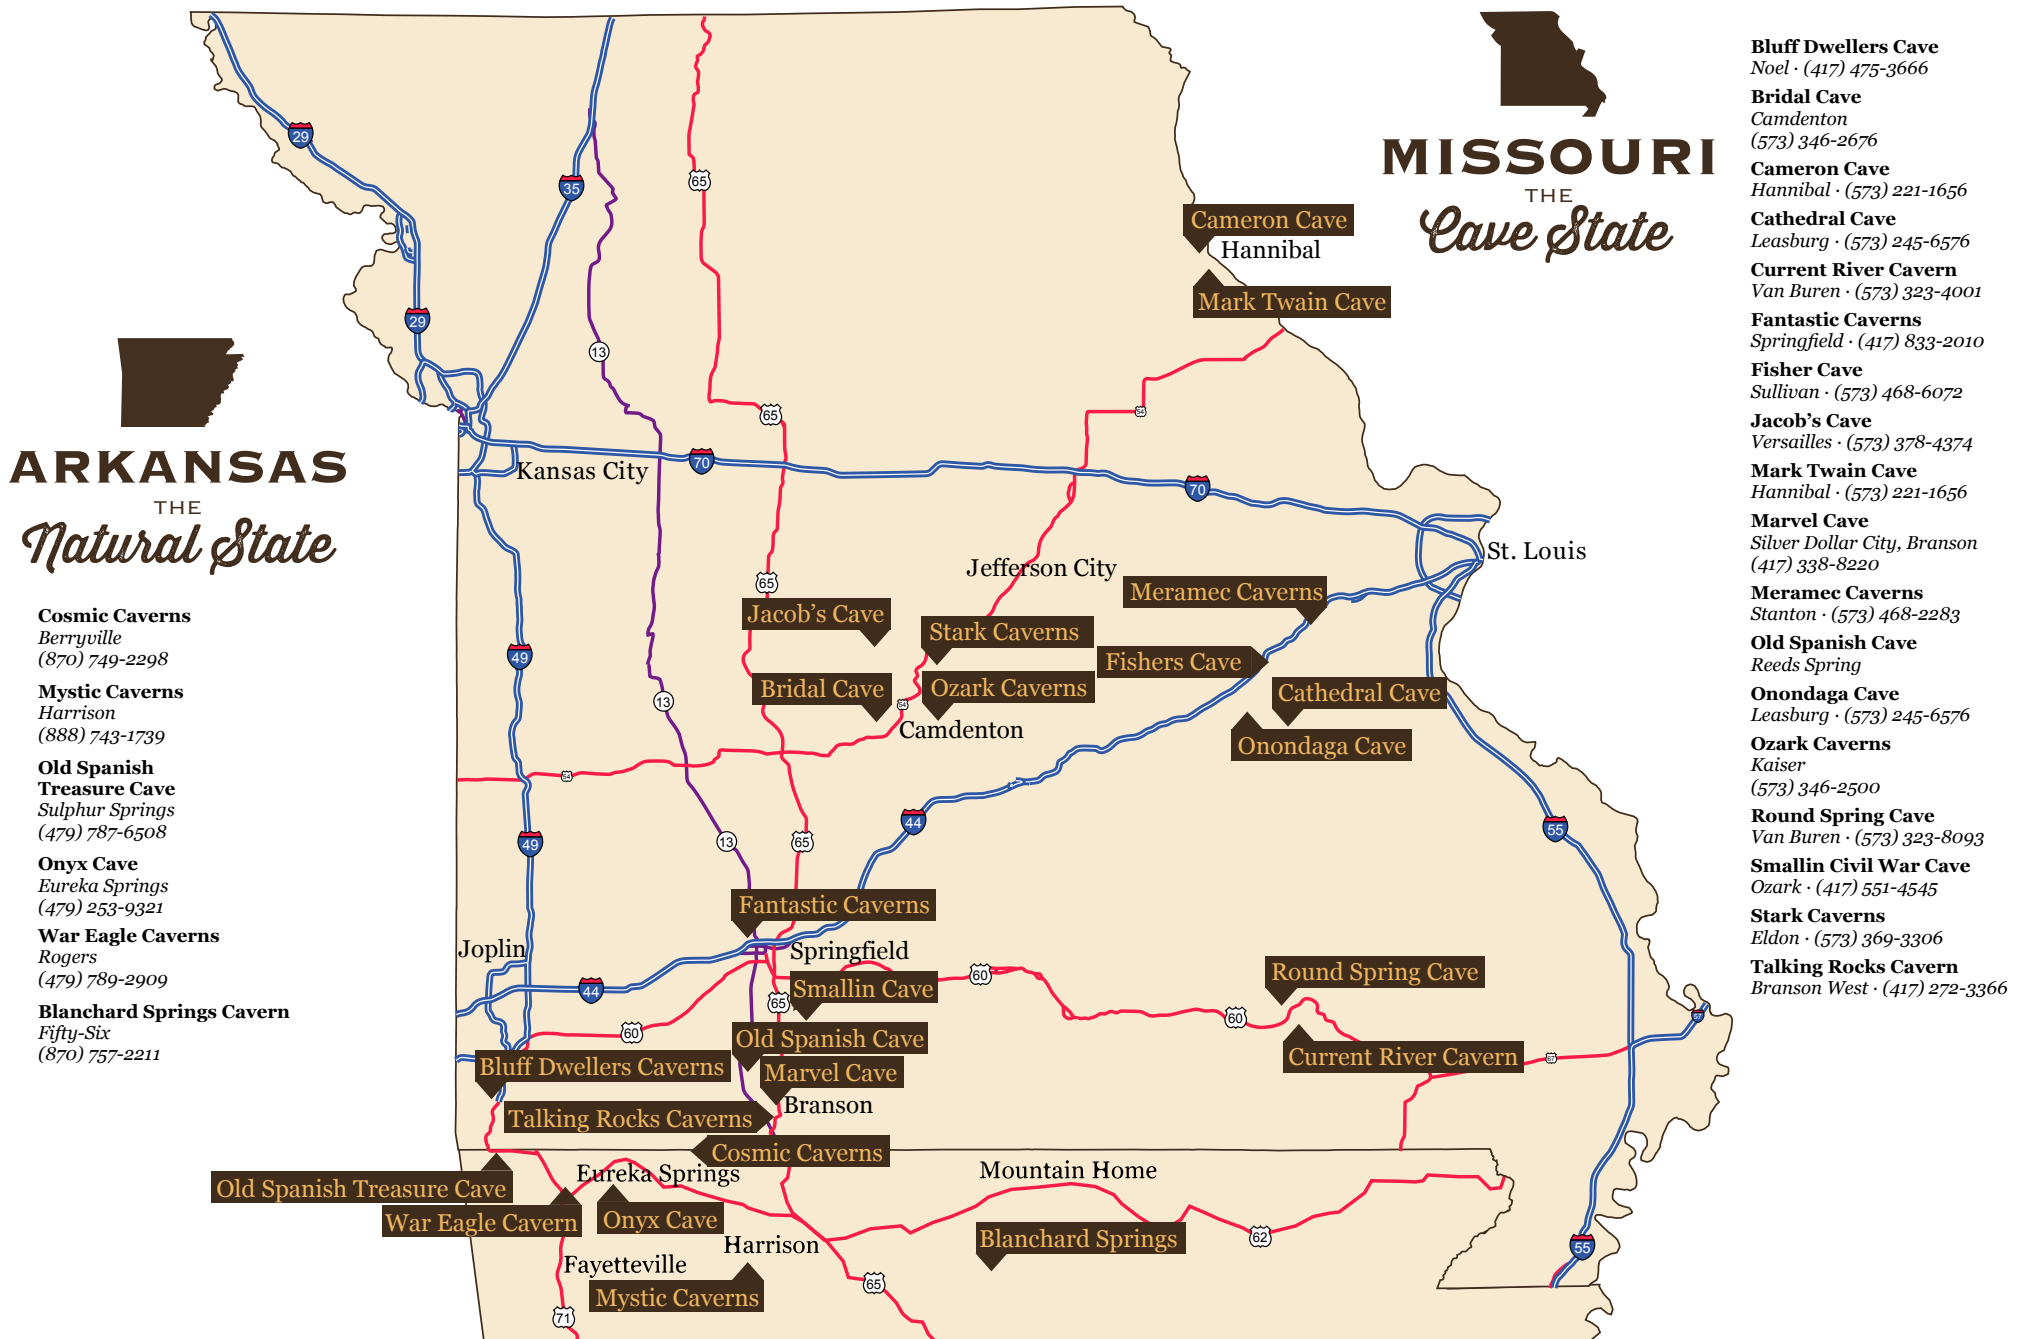 MISSOURI
THE
Cave State
Bluff Dwellers Cave
Noel · (417) 475-3666
Bridal Cave
Camdenton
(573) 346-2676
Cameron Cave
Hannibal · (573) 221-1656
Cathedral Cave
Leasburg · (573) 245-6576
Current River Cavern
Van Buren · (573) 323-4001
Fantastic Caverns
Springfield · (417) 833-2010
Fisher Cave
Sullivan · (573) 468-6072
Jacob's Cave
Versailles · (573) 378-4374
Mark Twain Cave
Hannibal · (573) 221-1656
Marvel Cave
Silver Dollar City, Branson
(417) 338-8220
Meramec Caverns
Stanton · (573) 468-2283
Old Spanish Cave
Reeds Spring
Onondaga Cave
Leasburg · (573) 245-6576
Ozark Caverns
Kaiser
(573) 346-2500
Round Spring Cave
Van Buren · (573) 323-8093
Smallin Civil War Cave
Ozark · (417) 551-4545
Stark Caverns
Eldon · (573) 369-3306
Talking Rocks Cavern
Branson West · (417) 272-3366
ARKANSAS
THE
Natural State
Cosmic Caverns
Berryville
(870) 749-2298
Mystic Caverns
Harrison
(888) 743-1739
Old Spanish
Treasure Cave
Sulphur Springs
(479) 787-6508
Onyx Cave
Eureka Springs
(479) 253-9321
War Eagle Caverns
Rogers
(479) 789-2909
Blanchard Springs Cavern
Fifty-Six
(870) 757-2211
29
35
65
Cameron Cave
Hannibal
Mark Twain Cave
29
13
65
54
Kansas City
70
70
St. Louis
Jefferson City
65
Meramec Caverns
Jacob's Cave
Stark Caverns
49
Fishers Cave
Bridal Cave
Ozark Caverns
Cathedral Cave
13
54
Camdenton
Onondaga Cave
54
44
55
49
13
65
Fantastic Caverns
Joplin
Springfield
60
Round Spring Cave
44
Smallin Cave
65
60
60
57
Old Spanish Cave
Current River Cavern
67
Bluff Dwellers Caverns
Marvel Cave
Branson
Talking Rocks Caverns
Cosmic Caverns
Eureka Springs
Mountain Home
Old Spanish Treasure Cave
War Eagle Cavern
Onyx Cave
Harrison
Blanchard Springs
62
55
Fayetteville
65
Mystic Caverns
71